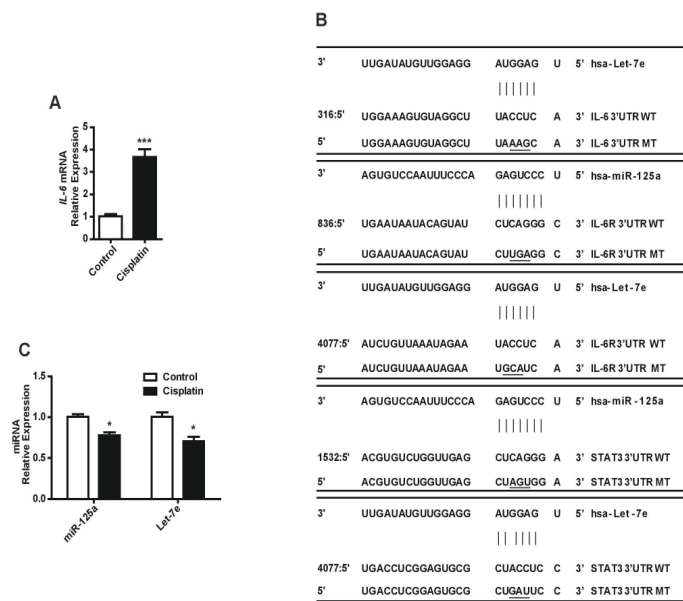 A
IL-6 mRNA
Relative Expression
5
4
3
2
1
0
***
Control
Cisplatin
B
3' UUGAUAUGUUGGAGG AUGGAG U 5' hsa-Let-7e
||||||
316:5' UGGAAAGUGUAGGCU UACCUC A 3' IL-6 3'UTR WT
5' UGGAAAGUGUAGGCU UAAAGC A 3' IL-6 3'UTR MT
3' AGUGUCCAAUUUCCCA GAGUCCC U 5' hsa-miR-125a
|||||||
836:5' UGAAUAAUACAGUAU CUCAGGG C 3' IL-6R 3'UTR WT
5' UGAAUAAUACAGUAU CUUGAGG C 3' IL-6R 3'UTR MT
3' UUGAUAUGUUGGAGG AUGGAG U 5' hsa-Let-7e
||||||
4077:5' AUCUGUUAAAUAGAA UACCUC A 3' IL-6R3'UTR WT
5' AUCUGUUAAAUAGAA UGCAUC A 3' IL-6R3'UTR MT
3' AGUGUCCAAUUUCCCA GAGUCCC U 5' hsa-miR-125a
|||||||
1532:5' ACGUGUCUGGUUGAG CUCAGGG A 3' STAT3 3'UTR WT
5' ACGUGUCUGGUUGAG CUAGUGG A 3' STAT3 3'UTR MT
3' UUGAUAUGUUGGAGG AUGGAG U 5' hsa-Let-7e
|| ||||
4077:5' UGACCUCGGAGUGCG CUACCUC C 3' STAT3 3'UTR WT
5' UGACCUCGGAGUGCG CUGAUUC C 3' STAT3 3'UTR MT
C
Control
Cisplatin
miRNA
Relative Expression
1.5
1.0
0.5
0.0
*
*
miR-125a
Let-7e